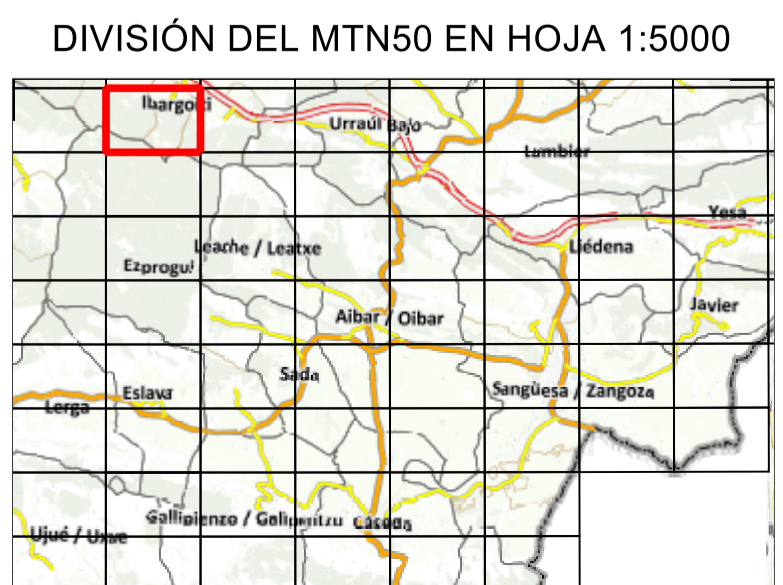 DIVISIÓN DEL MTN50 EN HOJA 1:5000
Ibargoiti
Urraúl Bajo
Lumbier
Yesa
Leache / Leatxe
Liédena
Ezprogui
Javier
Aibar / Oibar
Sada
Eslava
Sangüesa / Zangoza
Lerga
Gallipienzo / Galipentzu
Cáseda
Ujué / Uxue